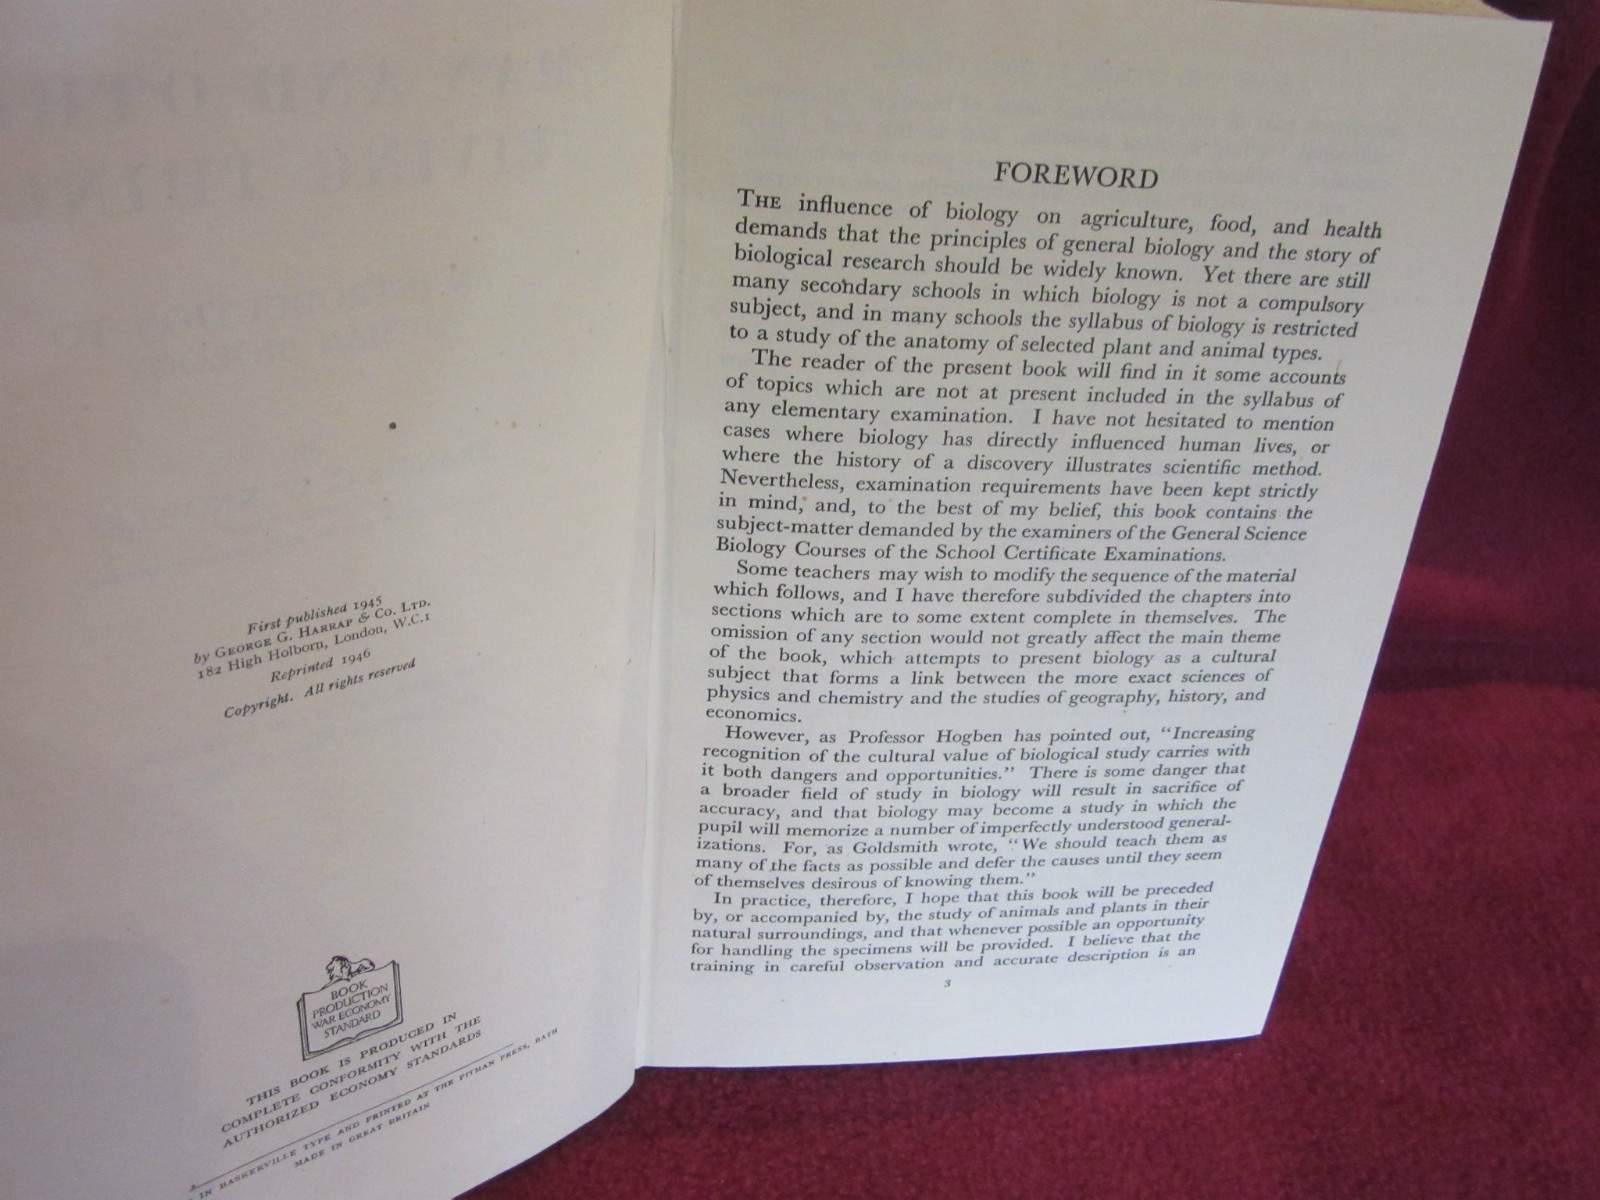 First published 1945
by GEORGE G. HARRAP & CO. LTD.
182 High Holborn, London, W.C.1
Reprinted 1946
Copyright. All rights reserved
BOOK
PRODUCTION
WAR ECONOMY
STANDARD
THIS BOOK IS PRODUCED IN
COMPLETE CONFORMITY WITH THE
AUTHORIZED ECONOMY STANDARDS
IN BASKERVILLE TYPE AND PRINTED AT THE PITMAN PRESS, BATH
MADE IN GREAT BRITAIN
FOREWORD
THE influence of biology on agriculture, food, and health
demands that the principles of general biology and the story of
biological research should be widely known. Yet there are still
many secondary schools in which biology is not a compulsory
subject, and in many schools the syllabus of biology is restricted
to a study of the anatomy of selected plant and animal types.
The reader of the present book will find in it some accounts
of topics which are not at present included in the syllabus of
any elementary examination. I have not hesitated to mention
cases where biology has directly influenced human lives, or
where the history of a discovery illustrates scientific method.
Nevertheless, examination requirements have been kept strictly
in mind, and, to the best of my belief, this book contains the
subject-matter demanded by the examiners of the General Science
Biology Courses of the School Certificate Examinations.
Some teachers may wish to modify the sequence of the material
which follows, and I have therefore subdivided the chapters into
sections which are to some extent complete in themselves. The
omission of any section would not greatly affect the main theme
of the book, which attempts to present biology as a cultural
subject that forms a link between the more exact sciences of
physics and chemistry and the studies of geography, history, and
economics.
However, as Professor Hogben has pointed out, "Increasing
recognition of the cultural value of biological study carries with
it both dangers and opportunities." There is some danger that
a broader field of study in biology will result in sacrifice of
accuracy, and that biology may become a study in which the
pupil will memorize a number of imperfectly understood general-
izations. For, as Goldsmith wrote, "We should teach them as
many of the facts as possible and defer the causes until they seem
of themselves desirous of knowing them."
In practice, therefore, I hope that this book will be preceded
by, or accompanied by, the study of animals and plants in their
natural surroundings, and that whenever possible an opportunity
for handling the specimens will be provided. I believe that the
training in careful observation and accurate description is an
3